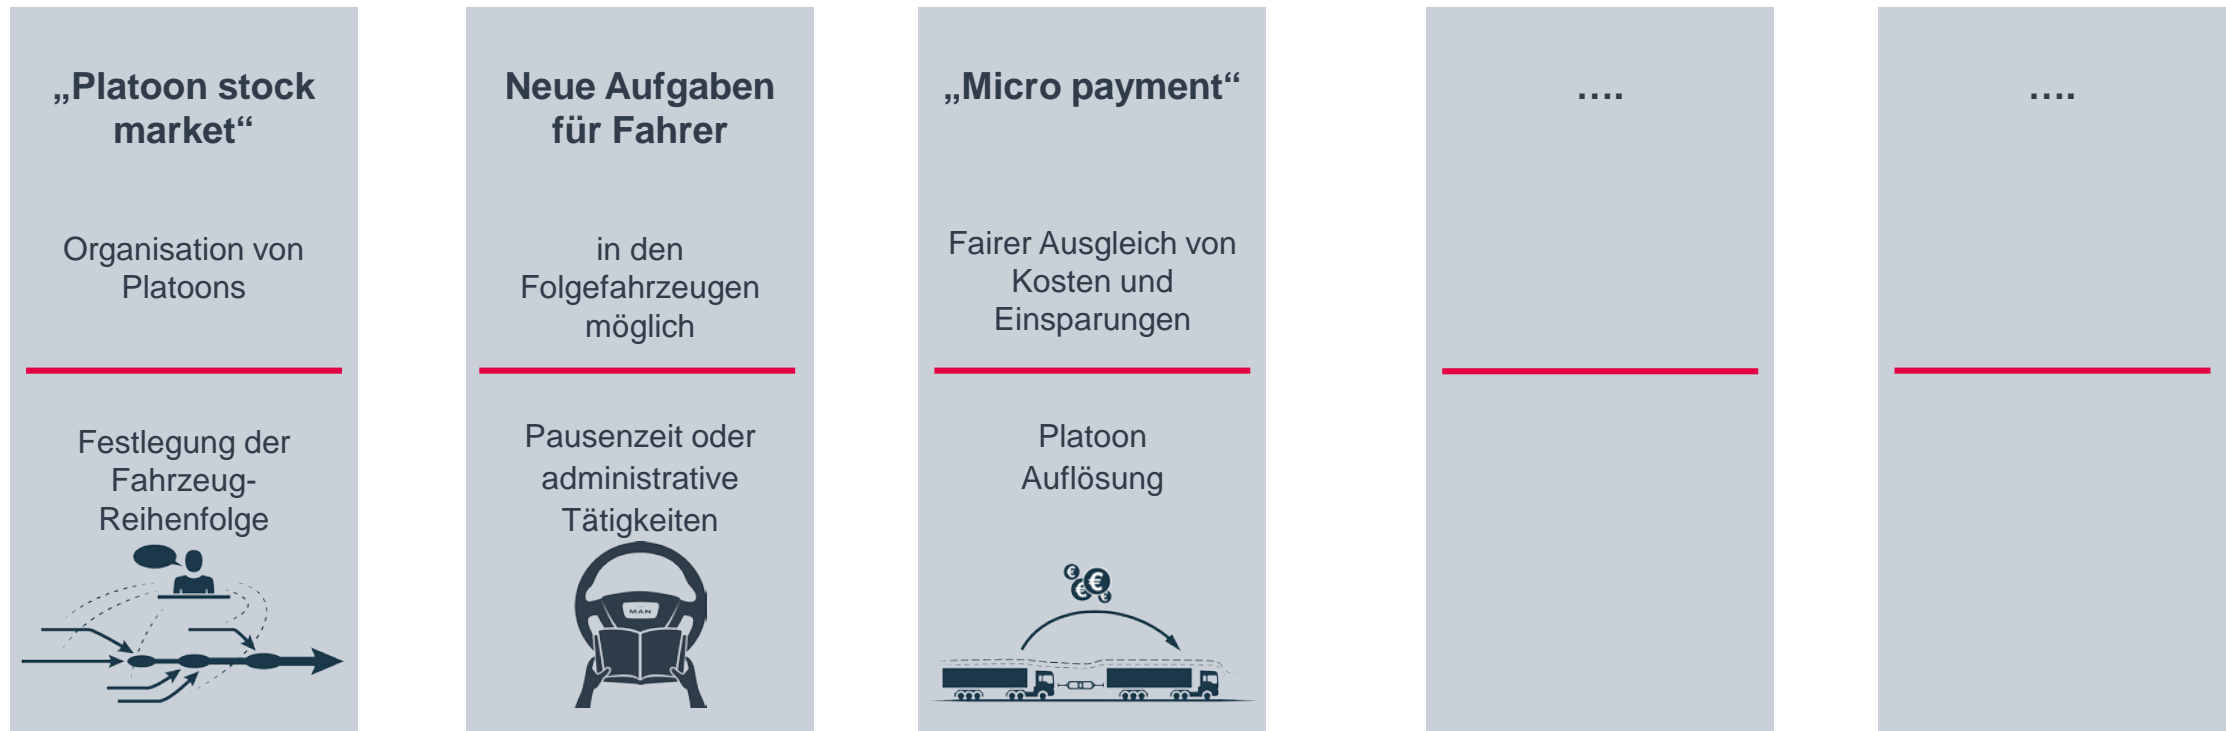 „Platoon stock
market“
Organisation von
Platoons
Festlegung der
Fahrzeug-
Reihenfolge
Neue Aufgaben
für Fahrer
in den
Folgefahrzeugen
möglich
Pausenzeit oder
administrative
Tätigkeiten
MAN
„Micro payment“
Fairer Ausgleich von
Kosten und
Einsparungen
Platoon
Auflösung
€
€
€
€
….
….